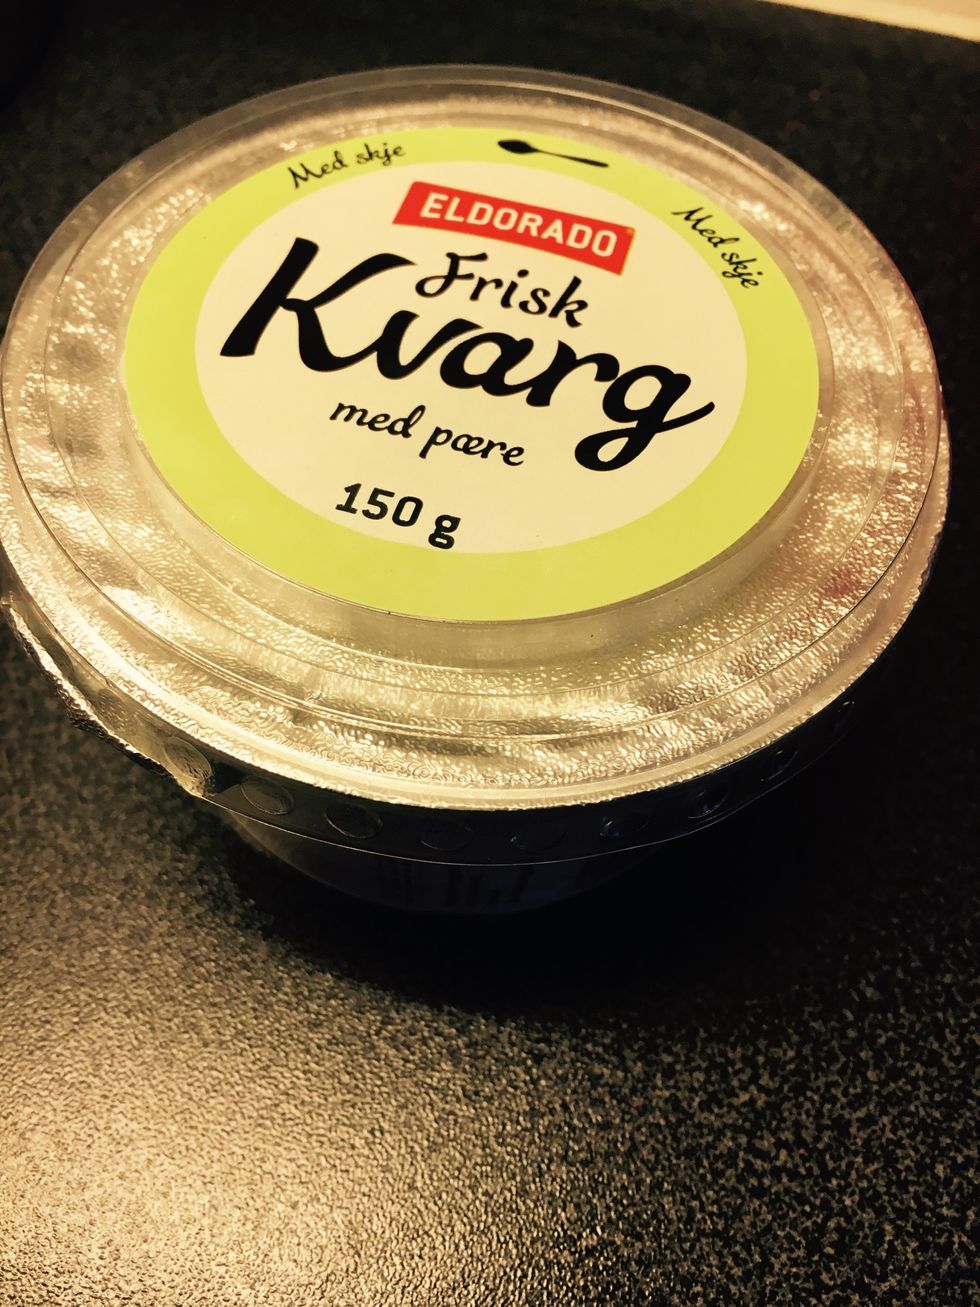 Med skje
Med skje
ELDORADO
Frisk
Kvarg
med pære
150 g